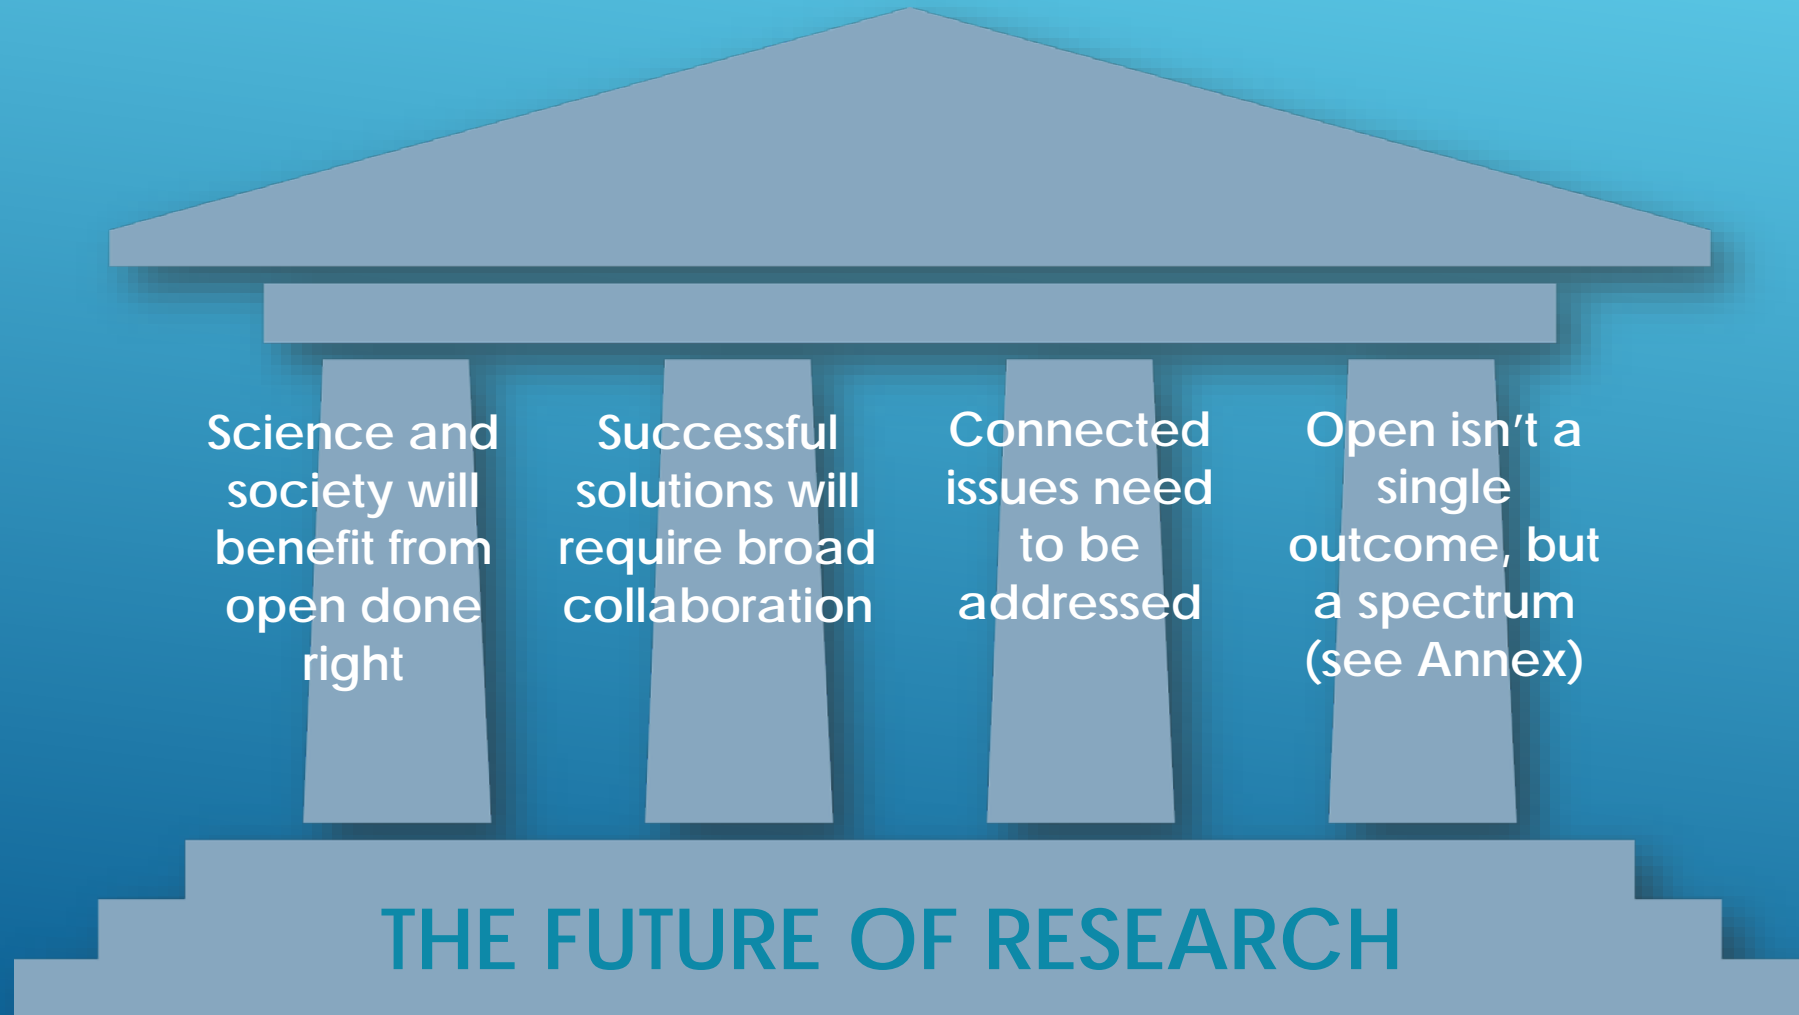 Science and
society will
benefit from
open done
right
Successful
solutions will
require broad
collaboration
Connected
issues need
to be
addressed
Open isn’t a
single
outcome, but
a spectrum
(see Annex)
THE FUTURE OF RESEARCH